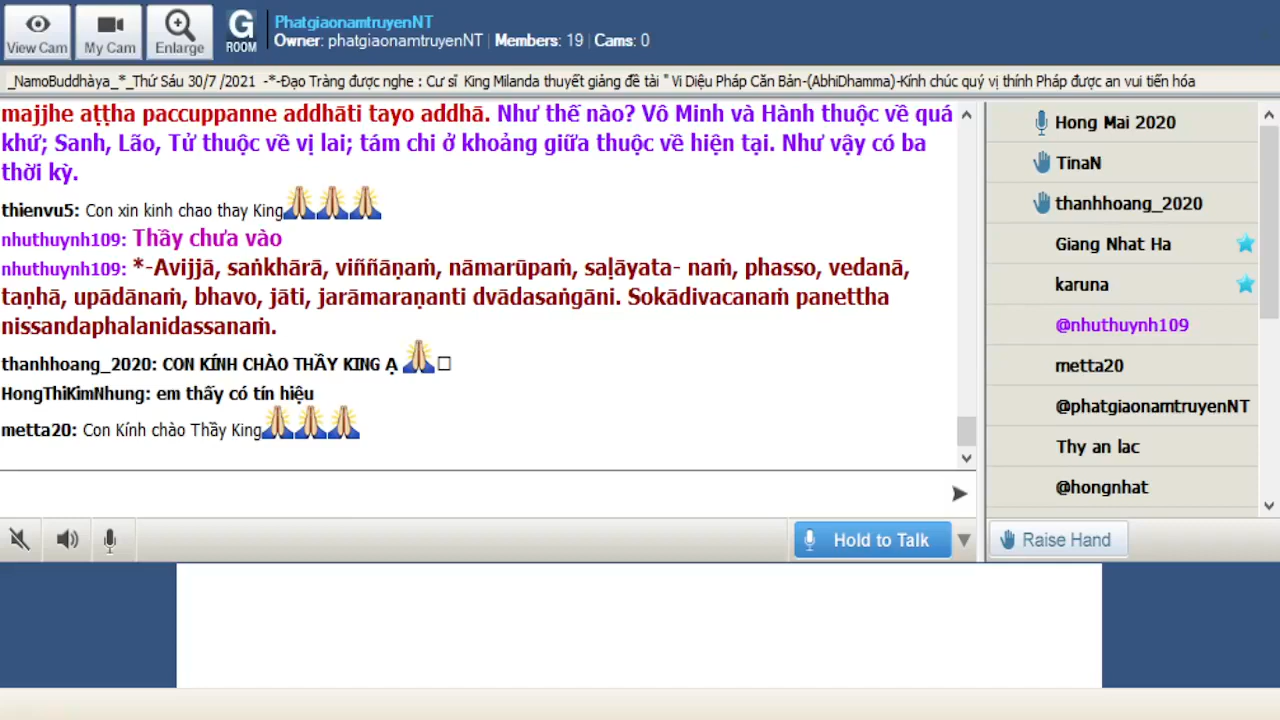 View Cam
My Cam
Enlarge
G
ROOM
PhatgiaonamtruyenNT
Owner: phatgiaonamtruyenNT | Members: 19 | Cams: 0
_NamoBuddhàya_*_Thứ Sáu 30/7 /2021 -*-Đạo Tràng được nghe : Cư sĩ King Milanda thuyết giảng đề tài " Vi Diệu Pháp Căn Bản-(AbhiDhamma)-Kính chúc quý vị thính Pháp được an vui tiến hóa
majjhe aṭṭha paccuppanne addhāti tayo addhā. Như thế nào? Vô Minh và Hành thuộc về quá
khứ; Sanh, Lão, Tử thuộc về vị lai; tám chi ở khoảng giữa thuộc về hiện tại. Như vậy có ba
thời kỳ.
thienvu5: Con xin kinh chao thay King
nhuthuynh109: Thầy chưa vào
nhuthuynh109: *-Avijjā, saṅkhārā, viññāṇaṁ, nāmarūpaṁ, saḷāyata- naṁ, phasso, vedanā,
taṇhā, upādānaṁ, bhavo, jāti, jarāmaraṇanti dvādasaṅgāni. Sokādivacanaṁ panettha
nissandaphalanidassanaṁ.
thanhhoang_2020: CON KÍNH CHÀO THẦY KING Ạ
HongThiKimNhung: em thấy có tín hiệu
metta20: Con Kính chào Thầy King
Hong Mai 2020
TinaN
thanhhoang_2020
Giang Nhat Ha
karuna
@nhuthuynh109
metta20
@phatgiaonamtruyenNT
Thy an lac
@hongnhat
Hold to Talk
Raise Hand